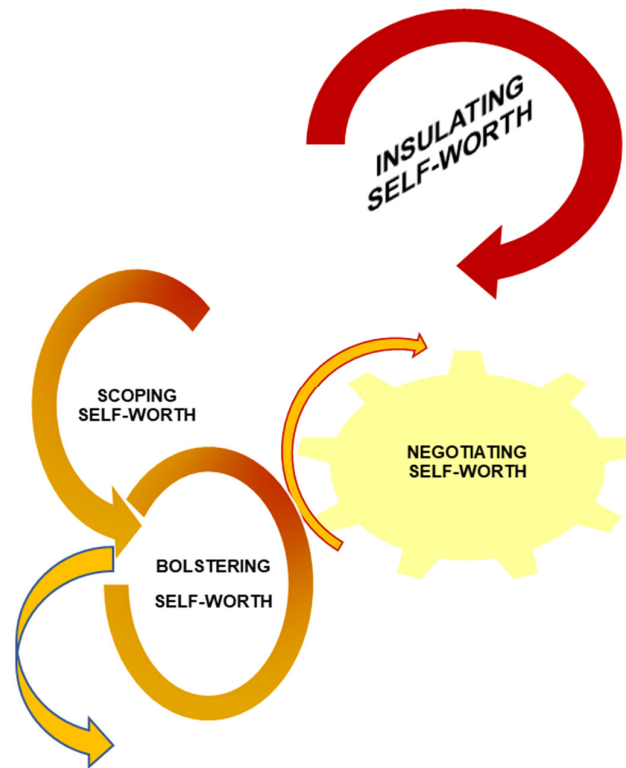 INSULATING
SELF-WORTH
SCOPING
SELF-WORTH
NEGOTIATING
SELF-WORTH
BOLSTERING
SELF-WORTH